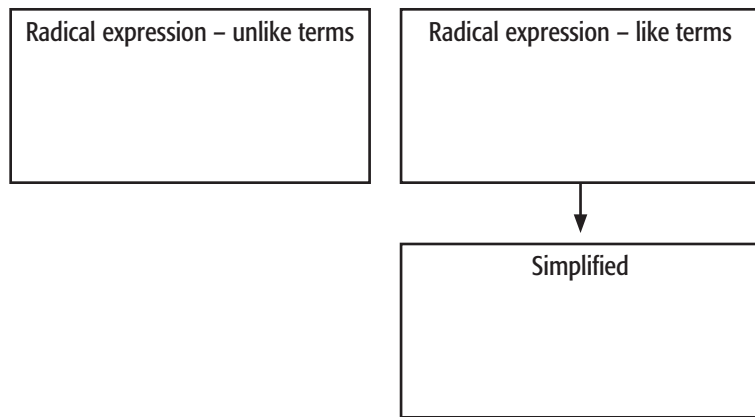 Radical expression – unlike terms
Radical expression – like terms
Simplified